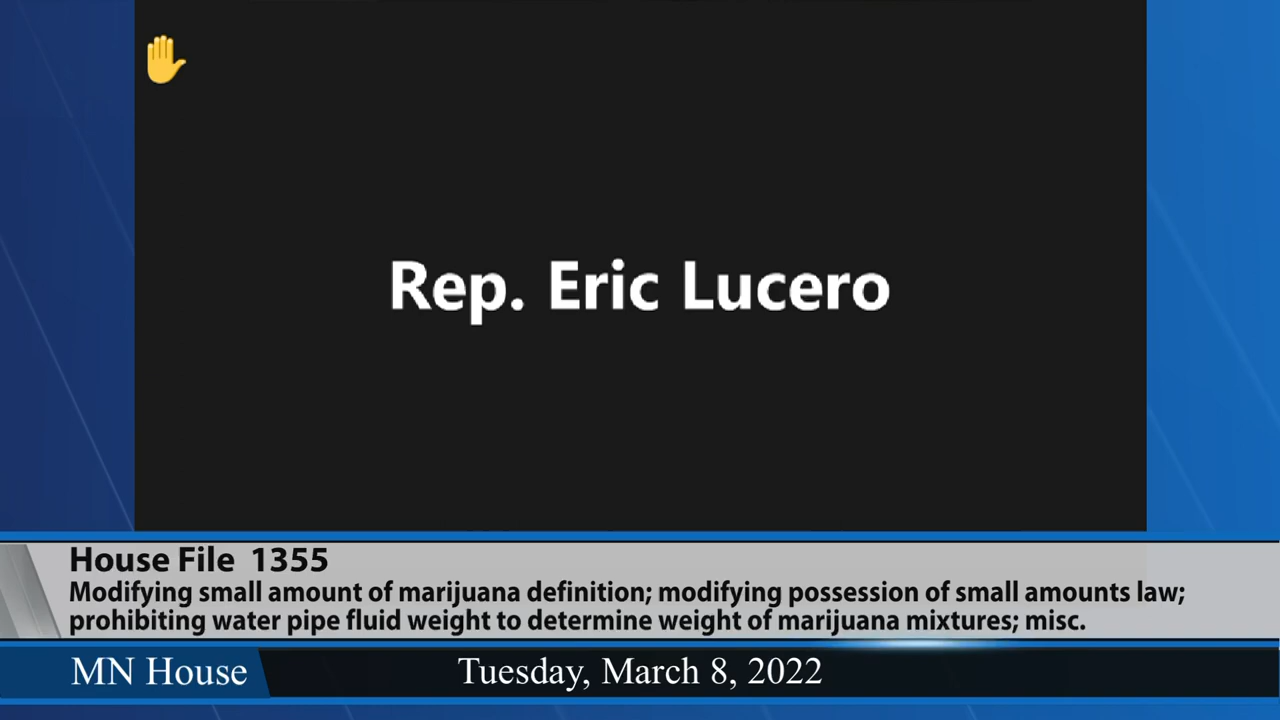 Rep. Eric Lucero
House File 1355
Modifying small amount of marijuana definition; modifying possession of small amounts law;
prohibiting water pipe fluid weight to determine weight of marijuana mixtures; misc.
MN House
Tuesday, March 8, 2022